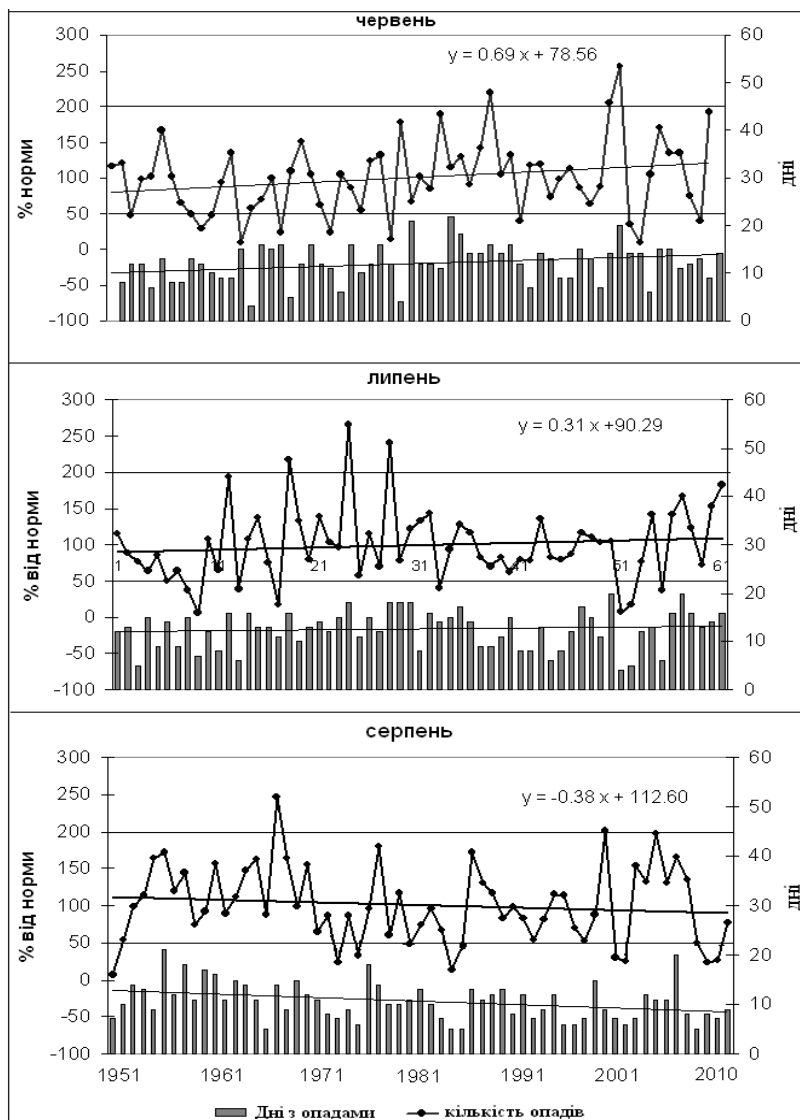 червень
300 60
y = 0.69 x + 78.56
250 50
200
40
150
100 30
50 20
0
10
-50
-100 0
% норми
дні
липень
300 60
y = 0.31 x +90.29
250 50
200 40
150
30
100
1 11 21 31 41 51 61
50 20
0
10
-50
-100 0
% від норми
дні
серпень
300 60
250 50
y = -0.38 x + 112.60
200 40
150
30
100
50 20
0
10
-50
-100 0
% від норми
дні
1951 1961 1971 1981 1991 2001 2010
Дні з опадами кількість опадів